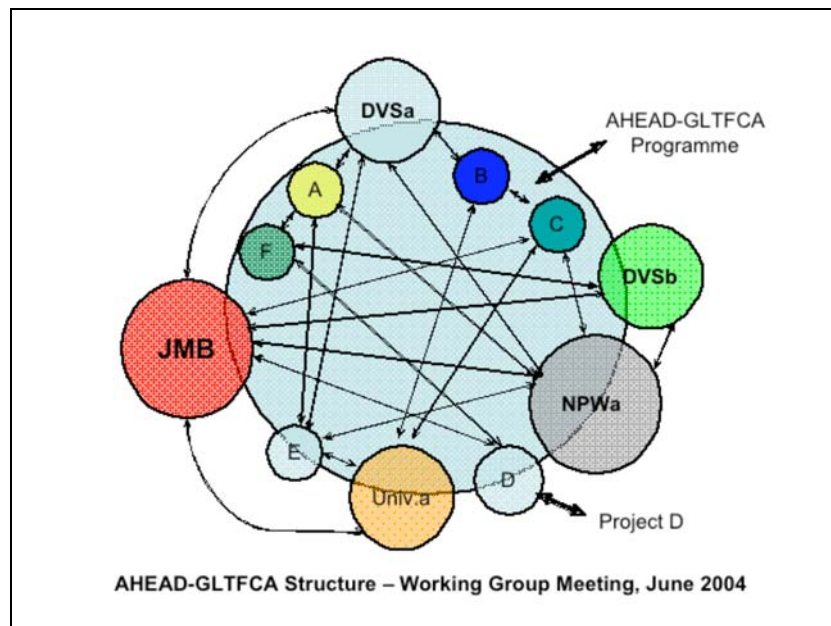 DVSa
AHEAD-GLTFCA
Programme
A
B
C
F
DVSb
JMB
NPWa
E
D
Univ.a
Project D
AHEAD-GLTFCA Structure – Working Group Meeting, June 2004